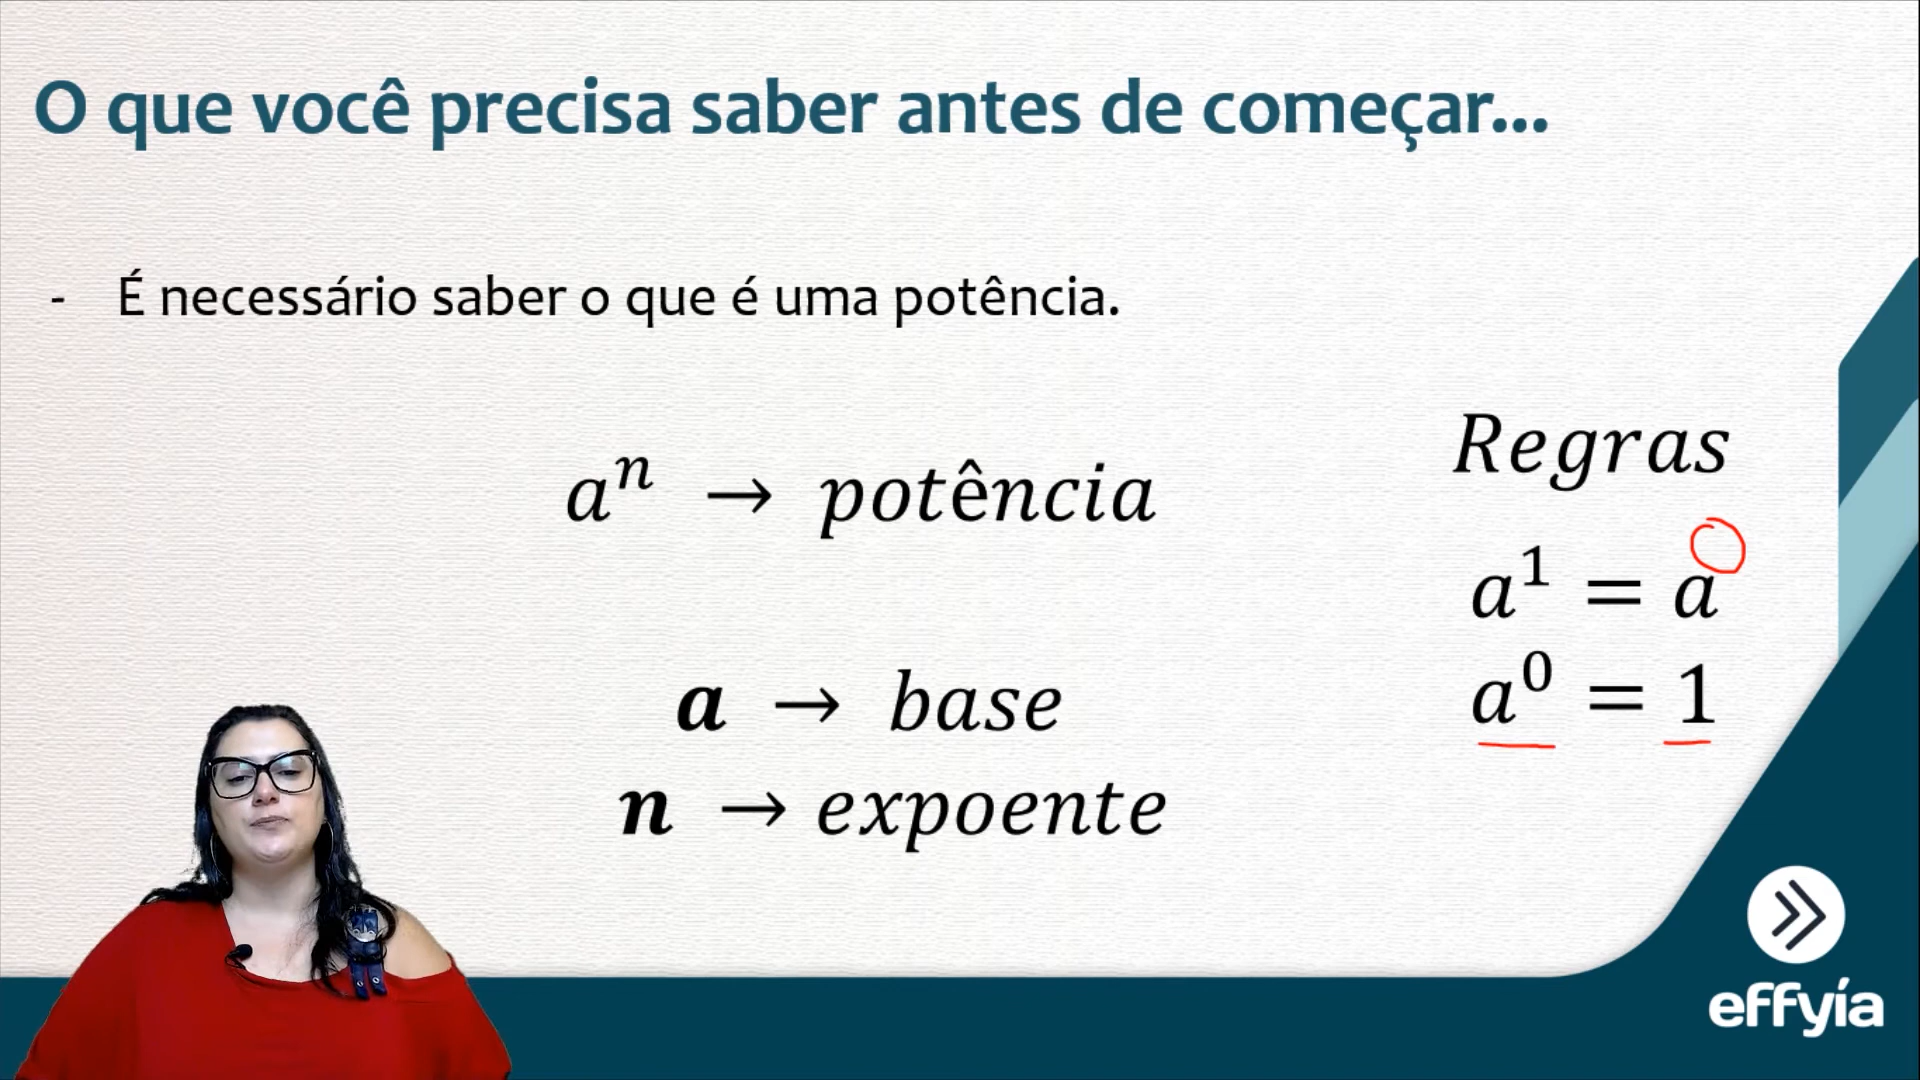 O que você precisa saber antes de começar...
- É necessário saber o que é uma potência.
aⁿ → potência
a → base
n → expoente
Regras
a¹ = a
a⁰ = 1
effyía